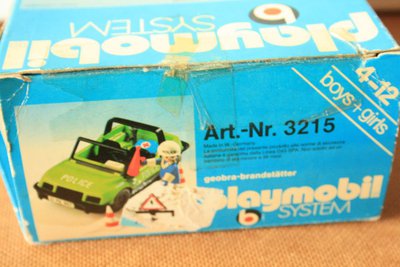 playmobil
SYSTEM
4-12
boys + girls
Art.-Nr. 3215
Made in W.-Germany
geobra-brandstätter
playmobil
SYSTEM
POLICE